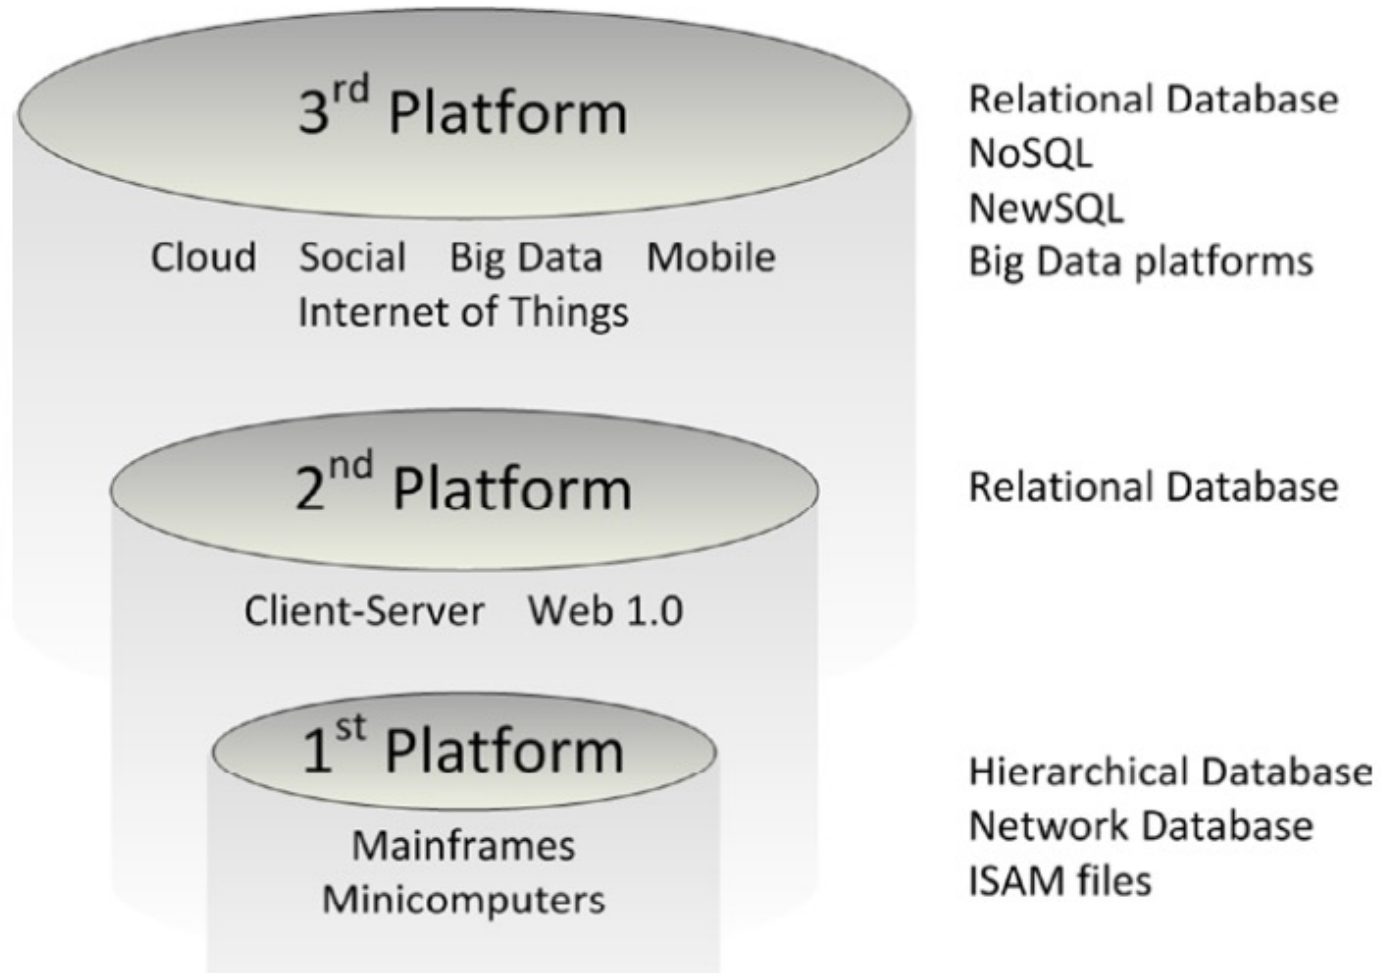 3rd Platform
Cloud Social Big Data Mobile
Internet of Things
Relational Database
NoSQL
NewSQL
Big Data platforms
2nd Platform
Client-Server Web 1.0
Relational Database
1st Platform
Mainframes
Minicomputers
Hierarchical Database
Network Database
ISAM files